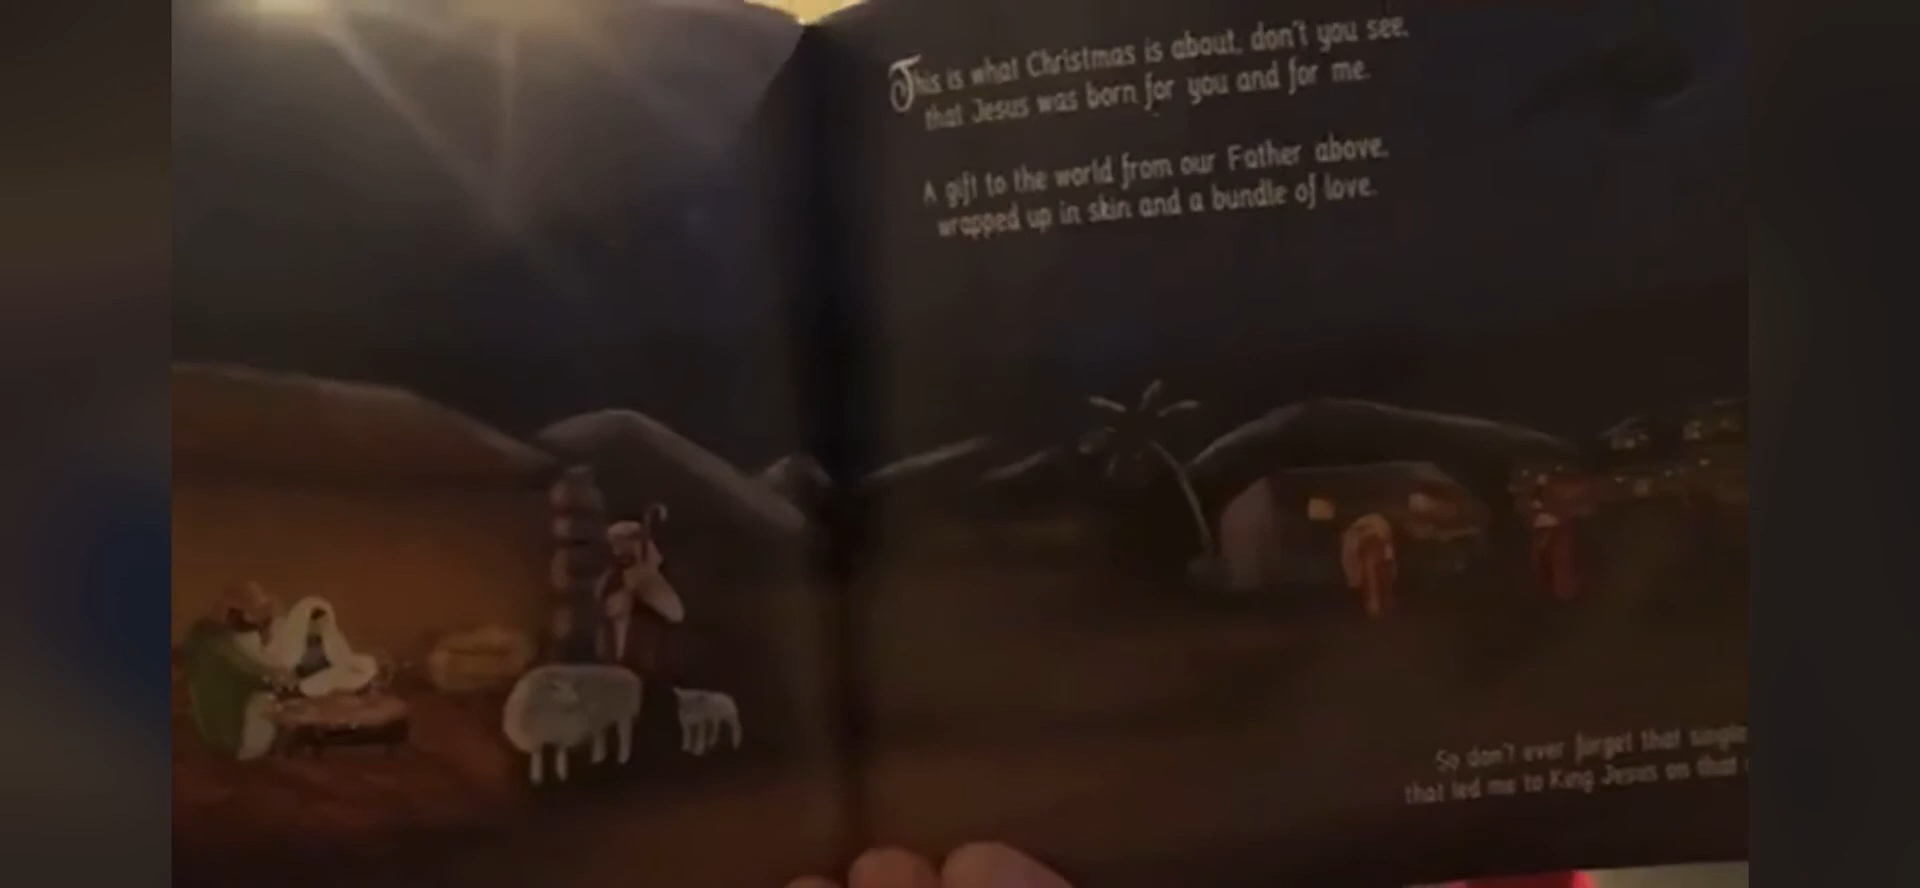 This is what Christmas is about, don't you see,
that Jesus was born for you and for me.
A gift to the world from our Father above,
wrapped up in skin and a bundle of love.
So don't ever forget that single
that led me to King Jesus on that